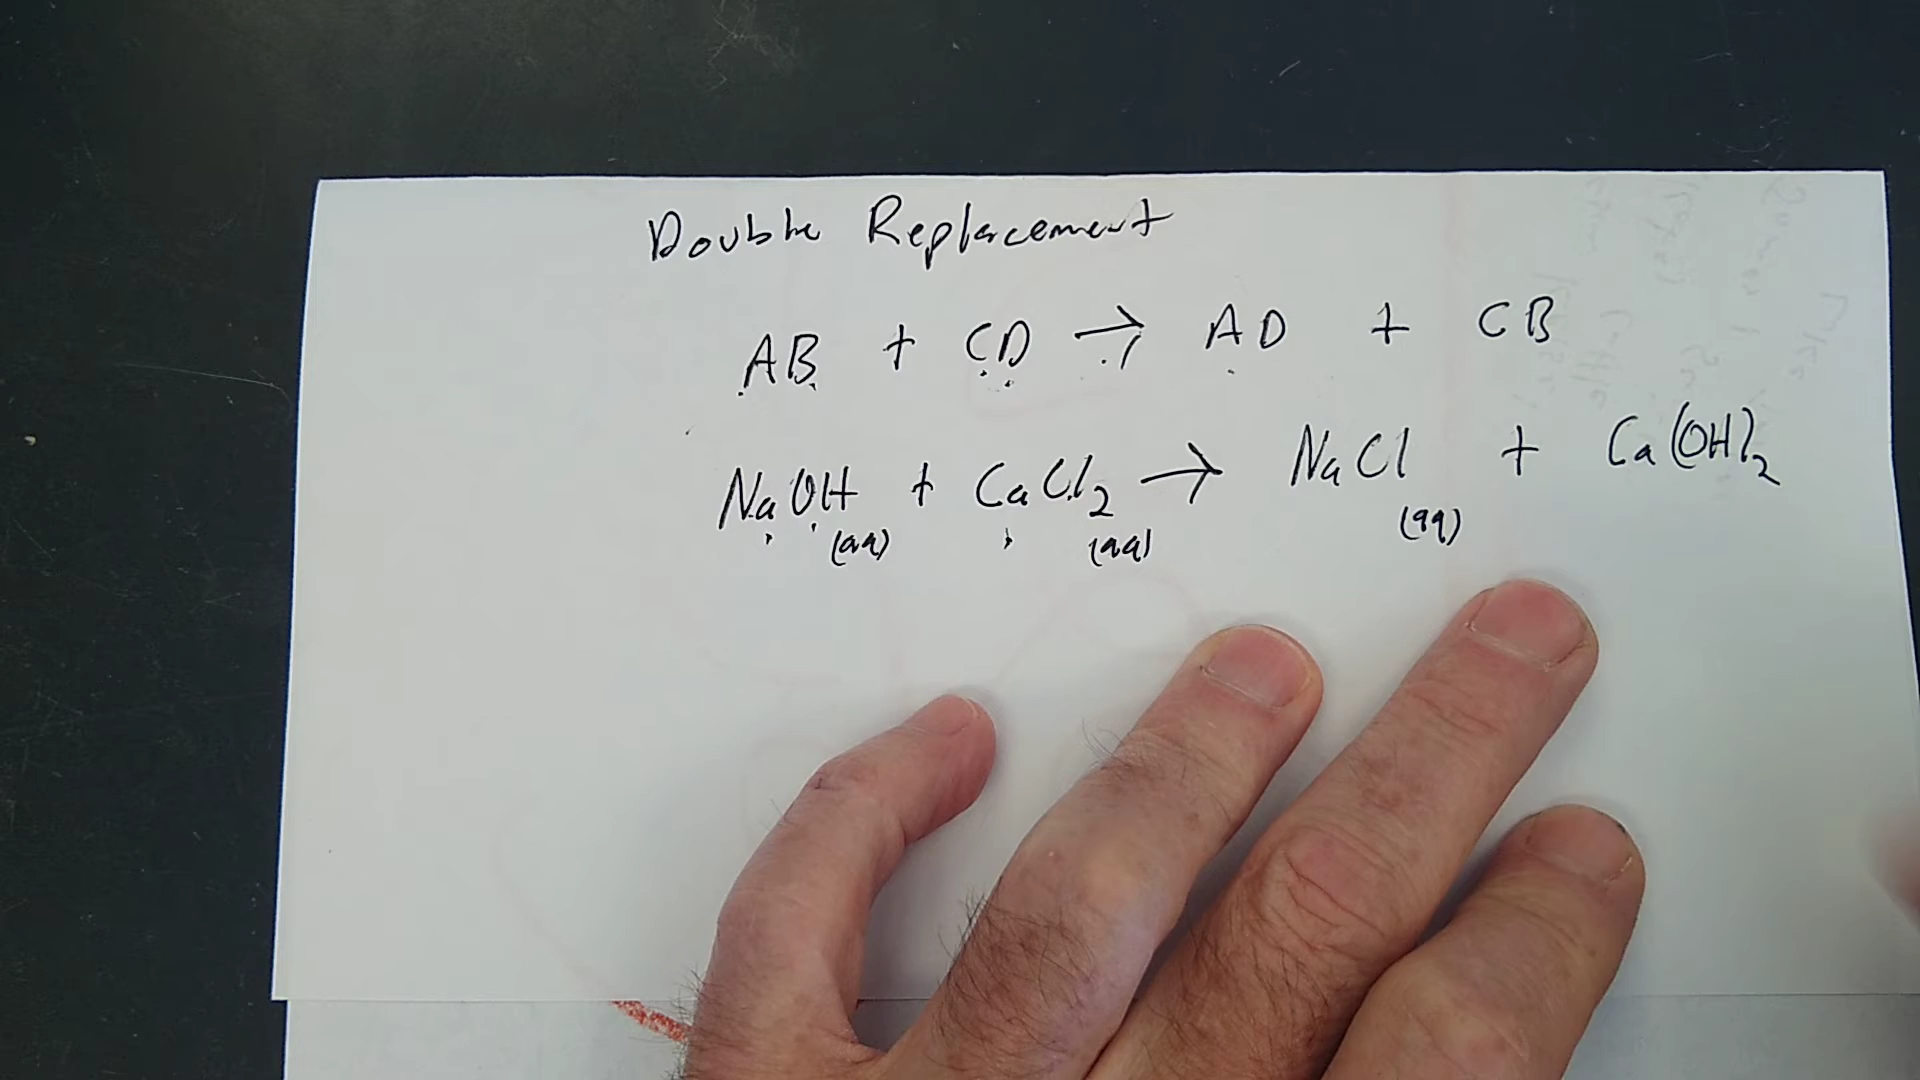 Double Replacement
AB + CD → AD + CB
NaOH (aq) + CaCl₂ (aq) → NaCl (aq) + Ca(OH)₂